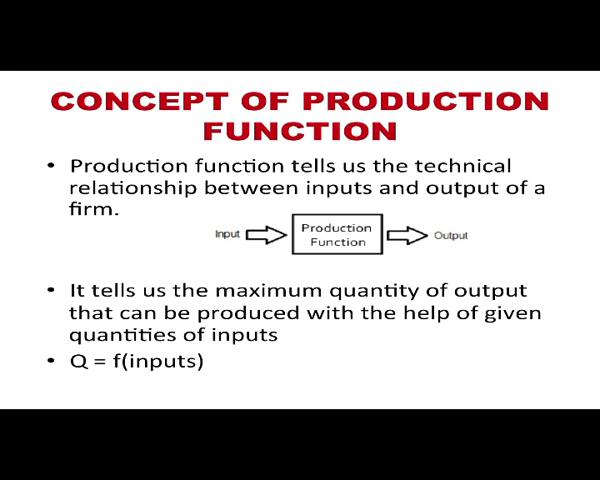 CONCEPT OF PRODUCTION
FUNCTION
• Production function tells us the technical
relationship between inputs and output of a
firm.
Input
Production
Function
Output
• It tells us the maximum quantity of output
that can be produced with the help of given
quantities of inputs
• Q = f(inputs)